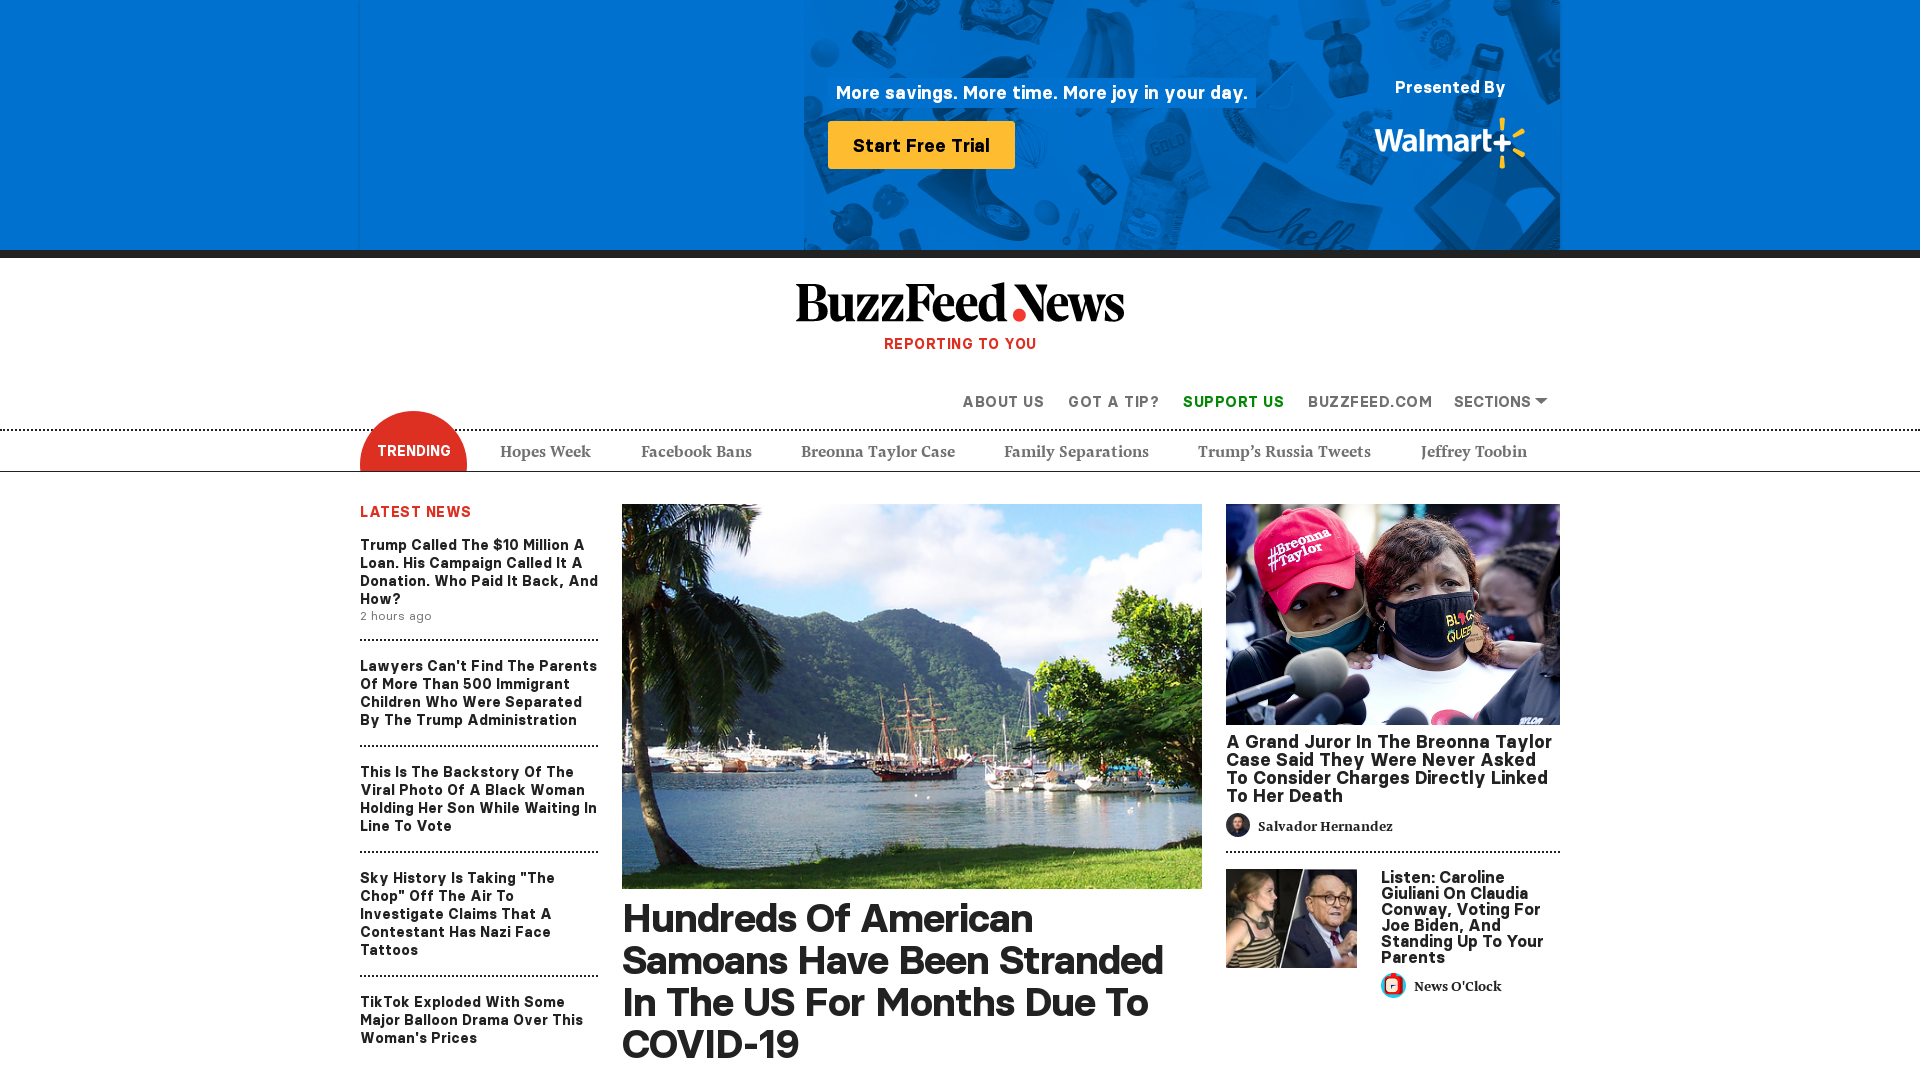 More savings. More time. More joy in your day.
Start Free Trial
Presented By
Walmart+
BuzzFeed News
REPORTING TO YOU
ABOUT US GOT A TIP? SUPPORT US BUZZFEED.COM SECTIONS
TRENDING Hopes Week Facebook Bans Breonna Taylor Case Family Separations Trump’s Russia Tweets Jeffrey Toobin
LATEST NEWS
Trump Called The $10 Million A
Loan. His Campaign Called It A
Donation. Who Paid It Back, And
How?
2 hours ago
Lawyers Can't Find The Parents
Of More Than 500 Immigrant
Children Who Were Separated
By The Trump Administration
This Is The Backstory Of The
Viral Photo Of A Black Woman
Holding Her Son While Waiting In
Line To Vote
Sky History Is Taking "The
Chop" Off The Air To
Investigate Claims That A
Contestant Has Nazi Face
Tattoos
TikTok Exploded With Some
Major Balloon Drama Over This
Woman's Prices
Hundreds Of American
Samoans Have Been Stranded
In The US For Months Due To
COVID-19
#Breonna
Taylor
A Grand Juror In The Breonna Taylor
Case Said They Were Never Asked
To Consider Charges Directly Linked
To Her Death
Salvador Hernandez
Listen: Caroline
Giuliani On Claudia
Conway, Voting For
Joe Biden, And
Standing Up To Your
Parents
News O'Clock
hello
GOLD